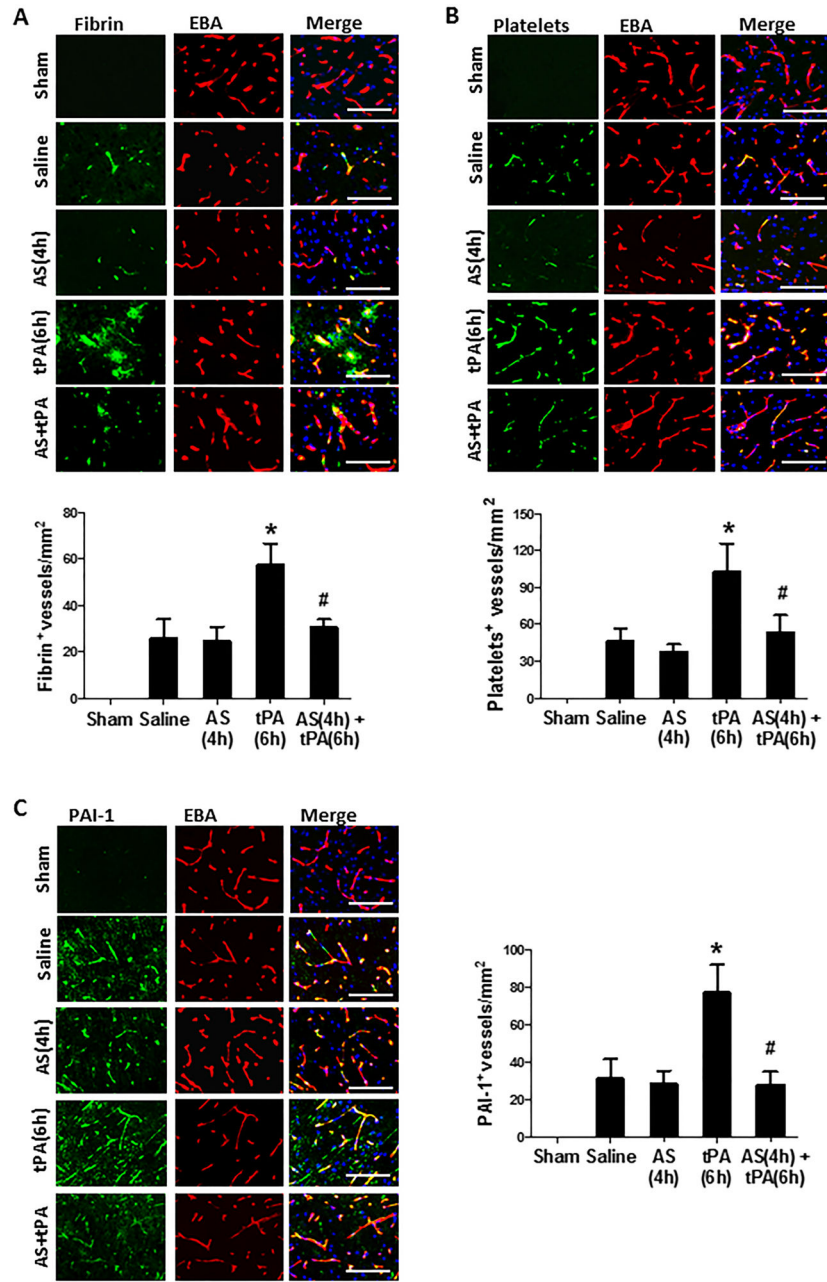 A
Fibrin EBA Merge
Sham
Saline
AS(4h)
tPA(6h)
AS+tPA
Fibrin⁺ vessels/mm²
80
60
40
20
0
*
#
Sham Saline AS tPA AS(4h) +
(4h) (6h) tPA(6h)
B
Platelets EBA Merge
Sham
Saline
AS(4h)
tPA(6h)
AS+tPA
Platelets⁺ vessels/mm²
150
120
90
60
30
0
*
#
Sham Saline AS tPA AS(4h) +
(4h) (6h) tPA(6h)
C
PAI-1 EBA Merge
Sham
Saline
AS(4h)
tPA(6h)
AS+tPA
PAI-1⁺ vessels/mm²
100
80
60
40
20
0
*
#
Sham Saline AS tPA AS(4h) +
(4h) (6h) tPA(6h)